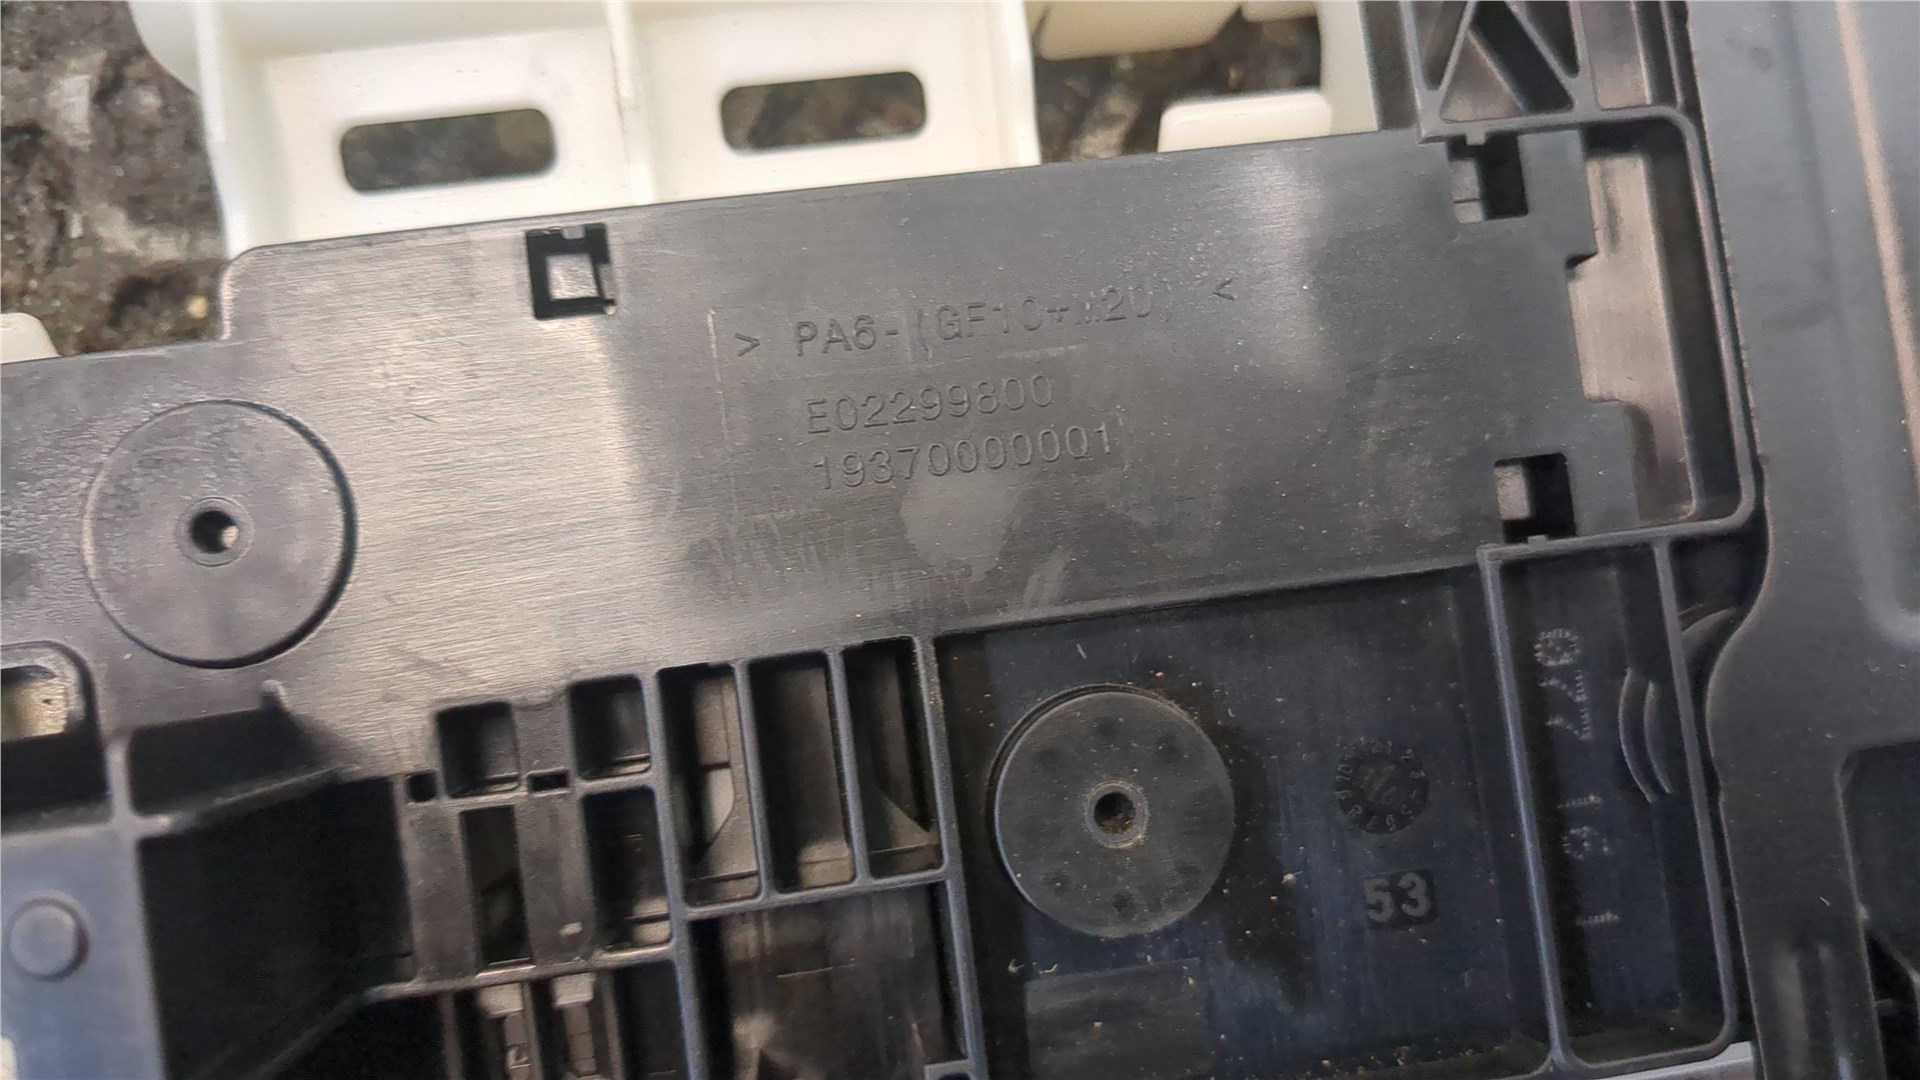 > PA6-(GF10+M20) <
E02299800
19370000001
53